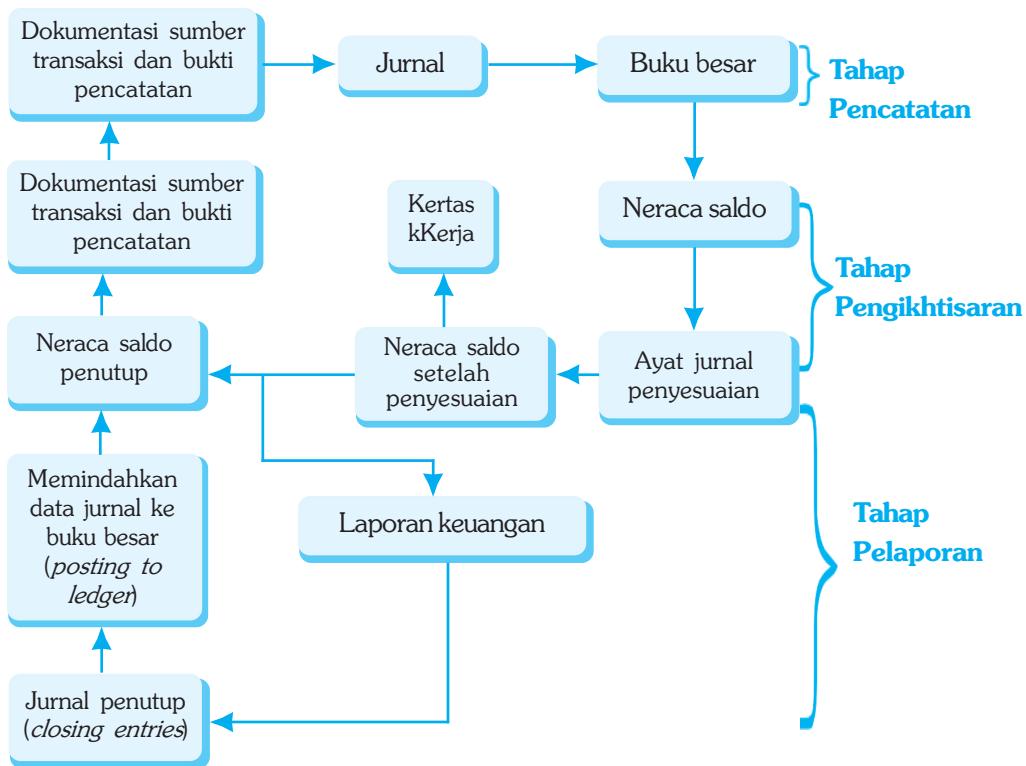 Dokumentasi sumber
transaksi dan bukti
pencatatan
Jurnal
Buku besar
Tahap
Pencatatan
Dokumentasi sumber
transaksi dan bukti
pencatatan
Kertas
kKerja
Neraca saldo
Tahap
Pengikhtisaran
Neraca saldo
penutup
Neraca saldo
setelah
penyesuaian
Ayat jurnal
penyesuaian
Memindahkan
data jurnal ke
buku besar
(posting to
ledger)
Laporan keuangan
Tahap
Pelaporan
Jurnal penutup
(closing entries)